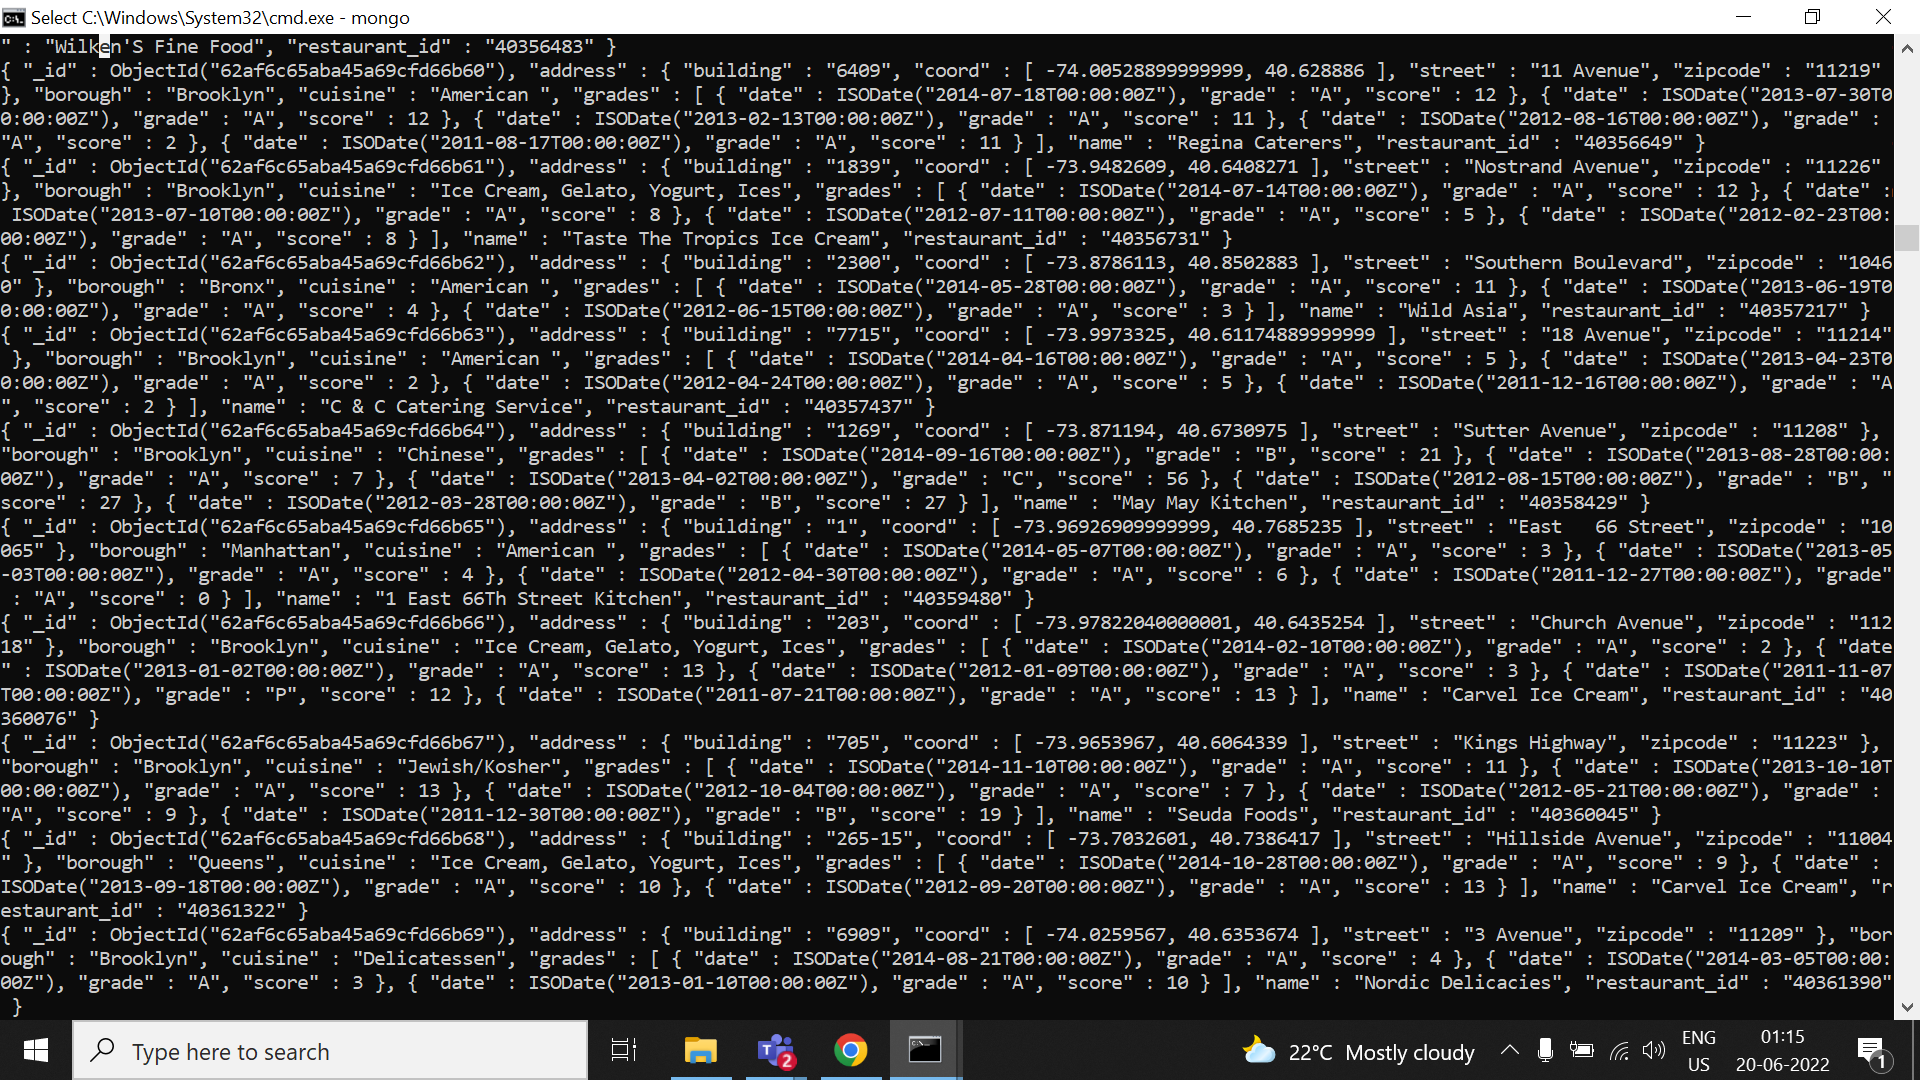 Select C:\Windows\System32\cmd.exe - mongo
" : "Wilken'S Fine Food", "restaurant_id" : "40356483" }
{ "_id" : ObjectId("62af6c65aba45a69cfd66b60"), "address" : { "building" : "6409", "coord" : [ -74.00528899999999, 40.628886 ], "street" : "11 Avenue", "zipcode" : "11219"
}, "borough" : "Brooklyn", "cuisine" : "American ", "grades" : [ { "date" : ISODate("2014-07-18T00:00:00Z"), "grade" : "A", "score" : 12 }, { "date" : ISODate("2013-07-30T0
0:00:00Z"), "grade" : "A", "score" : 12 }, { "date" : ISODate("2013-02-13T00:00:00Z"), "grade" : "A", "score" : 11 }, { "date" : ISODate("2012-08-16T00:00:00Z"), "grade" :
"A", "score" : 2 }, { "date" : ISODate("2011-08-17T00:00:00Z"), "grade" : "A", "score" : 11 } ], "name" : "Regina Caterers", "restaurant_id" : "40356649" }
{ "_id" : ObjectId("62af6c65aba45a69cfd66b61"), "address" : { "building" : "1839", "coord" : [ -73.9482609, 40.6408271 ], "street" : "Nostrand Avenue", "zipcode" : "11226"
}, "borough" : "Brooklyn", "cuisine" : "Ice Cream, Gelato, Yogurt, Ices", "grades" : [ { "date" : ISODate("2014-07-14T00:00:00Z"), "grade" : "A", "score" : 12 }, { "date" :
ISODate("2013-07-10T00:00:00Z"), "grade" : "A", "score" : 8 }, { "date" : ISODate("2012-07-11T00:00:00Z"), "grade" : "A", "score" : 5 }, { "date" : ISODate("2012-02-23T00:
00:00Z"), "grade" : "A", "score" : 8 } ], "name" : "Taste The Tropics Ice Cream", "restaurant_id" : "40356731" }
{ "_id" : ObjectId("62af6c65aba45a69cfd66b62"), "address" : { "building" : "2300", "coord" : [ -73.8786113, 40.8502883 ], "street" : "Southern Boulevard", "zipcode" : "1046
0" }, "borough" : "Bronx", "cuisine" : "American ", "grades" : [ { "date" : ISODate("2014-05-28T00:00:00Z"), "grade" : "A", "score" : 11 }, { "date" : ISODate("2013-06-19T0
0:00:00Z"), "grade" : "A", "score" : 4 }, { "date" : ISODate("2012-06-15T00:00:00Z"), "grade" : "A", "score" : 3 } ], "name" : "Wild Asia", "restaurant_id" : "40357217" }
{ "_id" : ObjectId("62af6c65aba45a69cfd66b63"), "address" : { "building" : "7715", "coord" : [ -73.9973325, 40.61174889999999 ], "street" : "18 Avenue", "zipcode" : "11214"
}, "borough" : "Brooklyn", "cuisine" : "American ", "grades" : [ { "date" : ISODate("2014-04-16T00:00:00Z"), "grade" : "A", "score" : 5 }, { "date" : ISODate("2013-04-23T0
0:00:00Z"), "grade" : "A", "score" : 2 }, { "date" : ISODate("2012-04-24T00:00:00Z"), "grade" : "A", "score" : 5 }, { "date" : ISODate("2011-12-16T00:00:00Z"), "grade" : "A
", "score" : 2 } ], "name" : "C & C Catering Service", "restaurant_id" : "40357437" }
{ "_id" : ObjectId("62af6c65aba45a69cfd66b64"), "address" : { "building" : "1269", "coord" : [ -73.871194, 40.6730975 ], "street" : "Sutter Avenue", "zipcode" : "11208" },
"borough" : "Brooklyn", "cuisine" : "Chinese", "grades" : [ { "date" : ISODate("2014-09-16T00:00:00Z"), "grade" : "B", "score" : 21 }, { "date" : ISODate("2013-08-28T00:00:
00Z"), "grade" : "A", "score" : 7 }, { "date" : ISODate("2013-04-02T00:00:00Z"), "grade" : "C", "score" : 56 }, { "date" : ISODate("2012-08-15T00:00:00Z"), "grade" : "B", "
score" : 27 }, { "date" : ISODate("2012-03-28T00:00:00Z"), "grade" : "B", "score" : 27 } ], "name" : "May May Kitchen", "restaurant_id" : "40358429" }
{ "_id" : ObjectId("62af6c65aba45a69cfd66b65"), "address" : { "building" : "1", "coord" : [ -73.96926909999999, 40.7685235 ], "street" : "East   66 Street", "zipcode" : "10
065" }, "borough" : "Manhattan", "cuisine" : "American ", "grades" : [ { "date" : ISODate("2014-05-07T00:00:00Z"), "grade" : "A", "score" : 3 }, { "date" : ISODate("2013-05
-03T00:00:00Z"), "grade" : "A", "score" : 4 }, { "date" : ISODate("2012-04-30T00:00:00Z"), "grade" : "A", "score" : 6 }, { "date" : ISODate("2011-12-27T00:00:00Z"), "grade"
: "A", "score" : 0 } ], "name" : "1 East 66Th Street Kitchen", "restaurant_id" : "40359480" }
{ "_id" : ObjectId("62af6c65aba45a69cfd66b66"), "address" : { "building" : "203", "coord" : [ -73.97822040000001, 40.6435254 ], "street" : "Church Avenue", "zipcode" : "112
18" }, "borough" : "Brooklyn", "cuisine" : "Ice Cream, Gelato, Yogurt, Ices", "grades" : [ { "date" : ISODate("2014-02-10T00:00:00Z"), "grade" : "A", "score" : 2 }, { "date
" : ISODate("2013-01-02T00:00:00Z"), "grade" : "A", "score" : 13 }, { "date" : ISODate("2012-01-09T00:00:00Z"), "grade" : "A", "score" : 3 }, { "date" : ISODate("2011-11-07
T00:00:00Z"), "grade" : "P", "score" : 12 }, { "date" : ISODate("2011-07-21T00:00:00Z"), "grade" : "A", "score" : 13 } ], "name" : "Carvel Ice Cream", "restaurant_id" : "40
360076" }
{ "_id" : ObjectId("62af6c65aba45a69cfd66b67"), "address" : { "building" : "705", "coord" : [ -73.9653967, 40.6064339 ], "street" : "Kings Highway", "zipcode" : "11223" },
"borough" : "Brooklyn", "cuisine" : "Jewish/Kosher", "grades" : [ { "date" : ISODate("2014-11-10T00:00:00Z"), "grade" : "A", "score" : 11 }, { "date" : ISODate("2013-10-10T
00:00:00Z"), "grade" : "A", "score" : 13 }, { "date" : ISODate("2012-10-04T00:00:00Z"), "grade" : "A", "score" : 7 }, { "date" : ISODate("2012-05-21T00:00:00Z"), "grade" :
"A", "score" : 9 }, { "date" : ISODate("2011-12-30T00:00:00Z"), "grade" : "B", "score" : 19 } ], "name" : "Seuda Foods", "restaurant_id" : "40360045" }
{ "_id" : ObjectId("62af6c65aba45a69cfd66b68"), "address" : { "building" : "265-15", "coord" : [ -73.7032601, 40.7386417 ], "street" : "Hillside Avenue", "zipcode" : "11004
" }, "borough" : "Queens", "cuisine" : "Ice Cream, Gelato, Yogurt, Ices", "grades" : [ { "date" : ISODate("2014-10-28T00:00:00Z"), "grade" : "A", "score" : 9 }, { "date" :
ISODate("2013-09-18T00:00:00Z"), "grade" : "A", "score" : 10 }, { "date" : ISODate("2012-09-20T00:00:00Z"), "grade" : "A", "score" : 13 } ], "name" : "Carvel Ice Cream", "r
estaurant_id" : "40361322" }
{ "_id" : ObjectId("62af6c65aba45a69cfd66b69"), "address" : { "building" : "6909", "coord" : [ -74.0259567, 40.6353674 ], "street" : "3 Avenue", "zipcode" : "11209" }, "bor
ough" : "Brooklyn", "cuisine" : "Delicatessen", "grades" : [ { "date" : ISODate("2014-08-21T00:00:00Z"), "grade" : "A", "score" : 4 }, { "date" : ISODate("2014-03-05T00:00:
00Z"), "grade" : "A", "score" : 3 }, { "date" : ISODate("2013-01-10T00:00:00Z"), "grade" : "A", "score" : 10 } ], "name" : "Nordic Delicacies", "restaurant_id" : "40361390"
}
Type here to search
T 2
22°C Mostly cloudy
ENG
US
01:15
20-06-2022
1